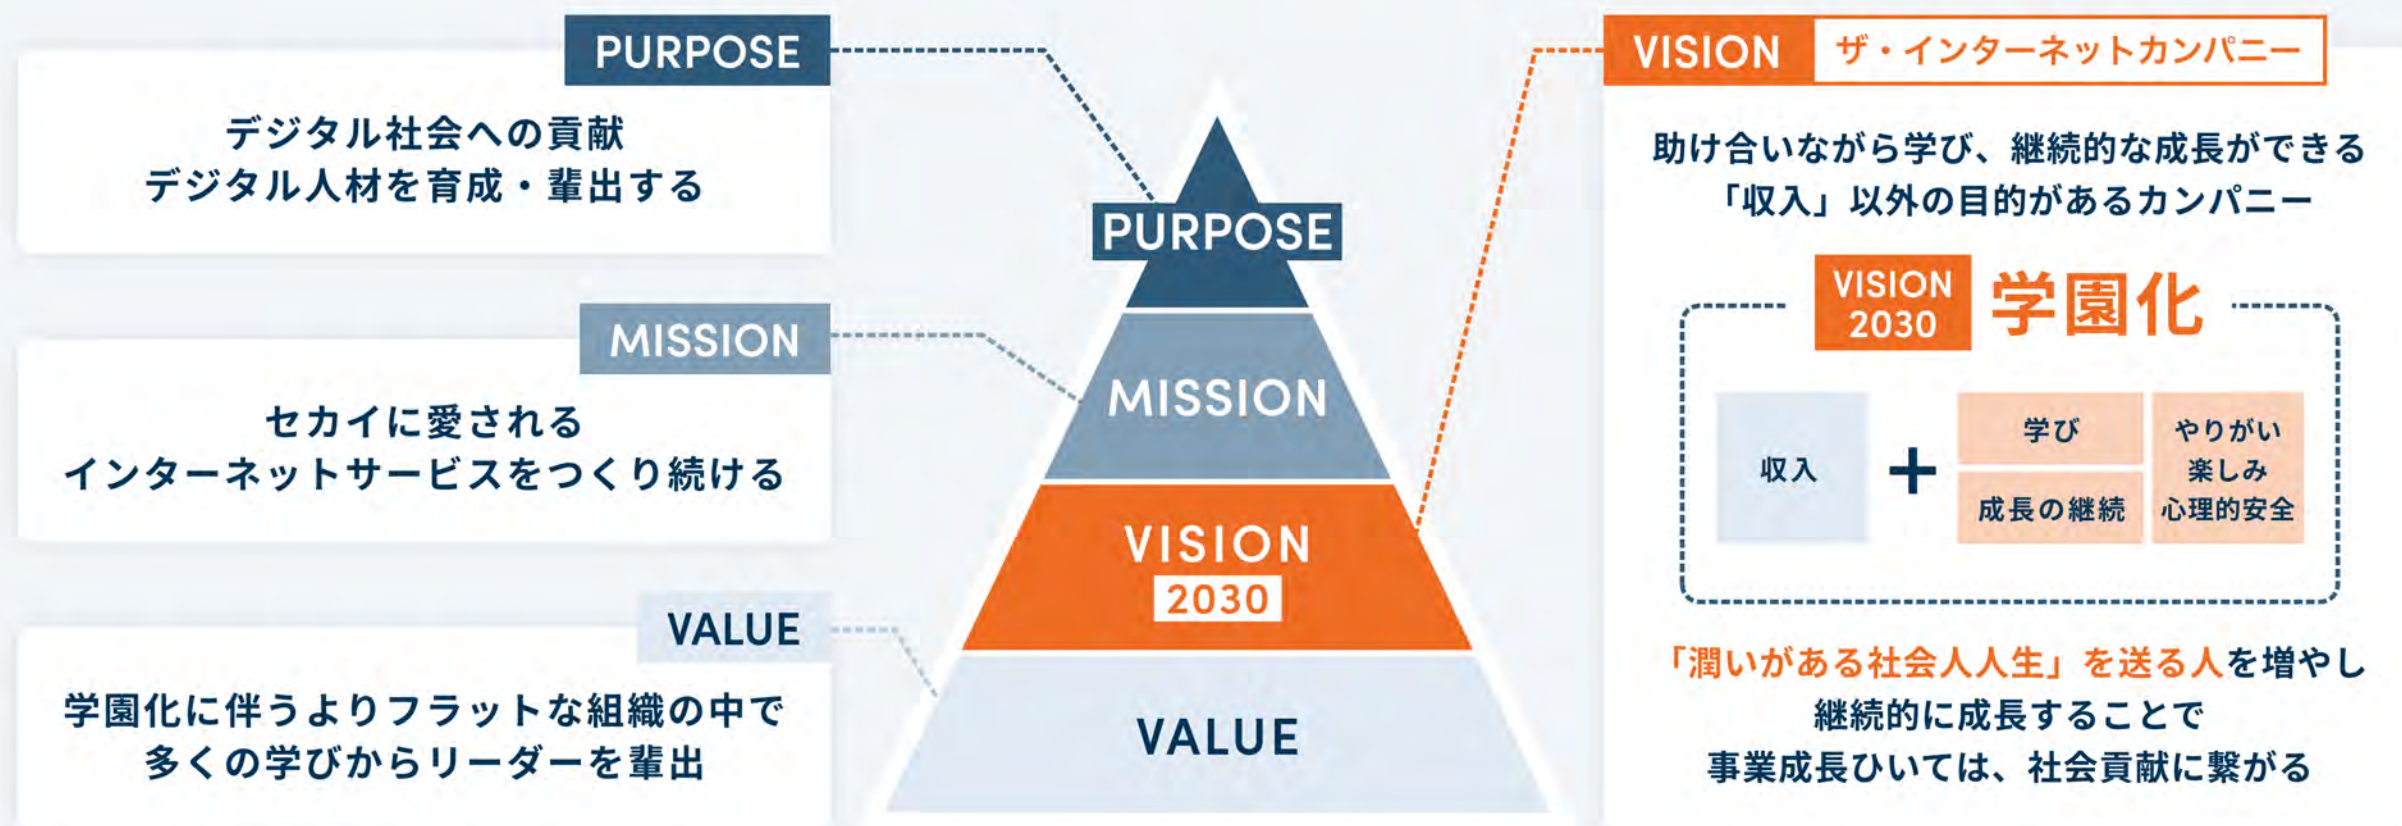 PURPOSE
デジタル社会への貢献
デジタル人材を育成・輩出する
MISSION
セカイに愛される
インターネットサービスをつくり続ける
VALUE
学園化に伴うよりフラットな組織の中で
多くの学びからリーダーを輩出
PURPOSE
MISSION
VISION
2030
VALUE
VISION ザ・インターネットカンパニー
助け合いながら学び、継続的な成長ができる
「収入」以外の目的があるカンパニー
VISION
2030
学園化
収入
+
学び
成長の継続
やりがい
楽しみ
心理的安全
「潤いがある社会人人生」を送る人を増やし
継続的に成長することで
事業成長ひいては、社会貢献に繋がる